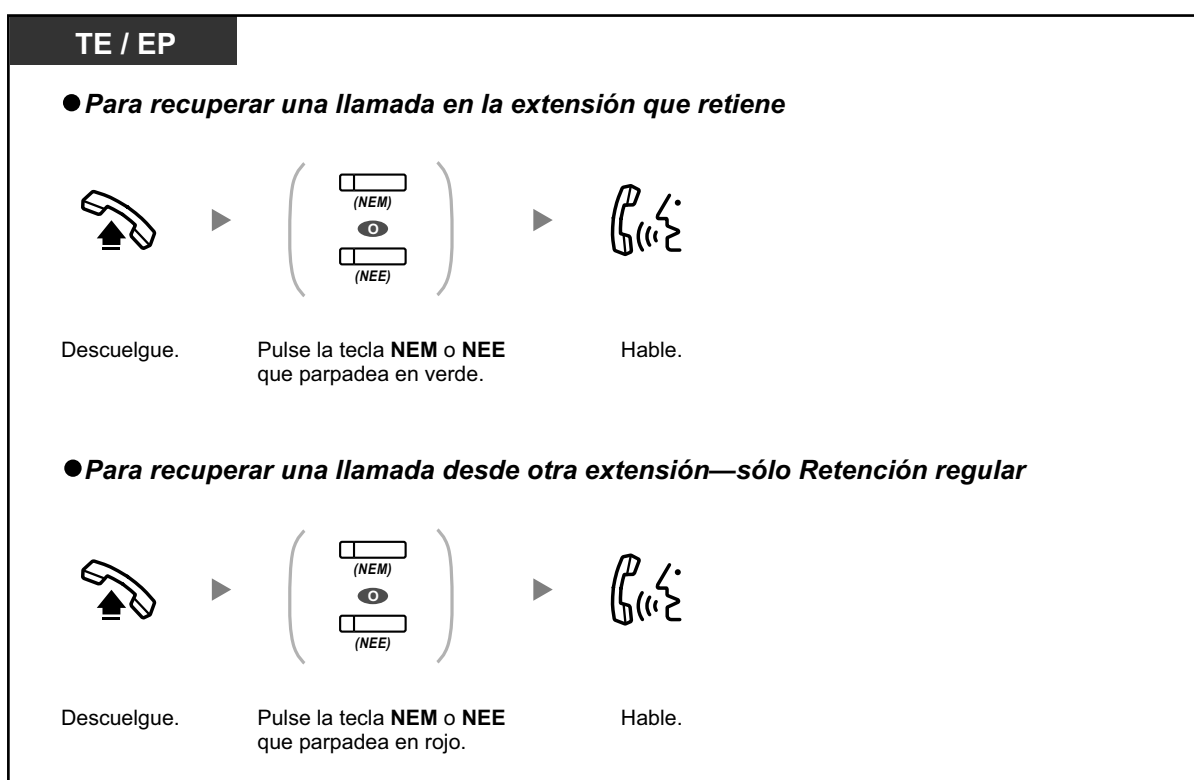 TE / EP
●Para recuperar una llamada en la extensión que retiene
(NEM)
O
(NEE)
Descuelgue.
Pulse la tecla NEM o NEE
que parpadea en verde.
Hable.
●Para recuperar una llamada desde otra extensión—sólo Retención regular
(NEM)
O
(NEE)
Descuelgue.
Pulse la tecla NEM o NEE
que parpadea en rojo.
Hable.